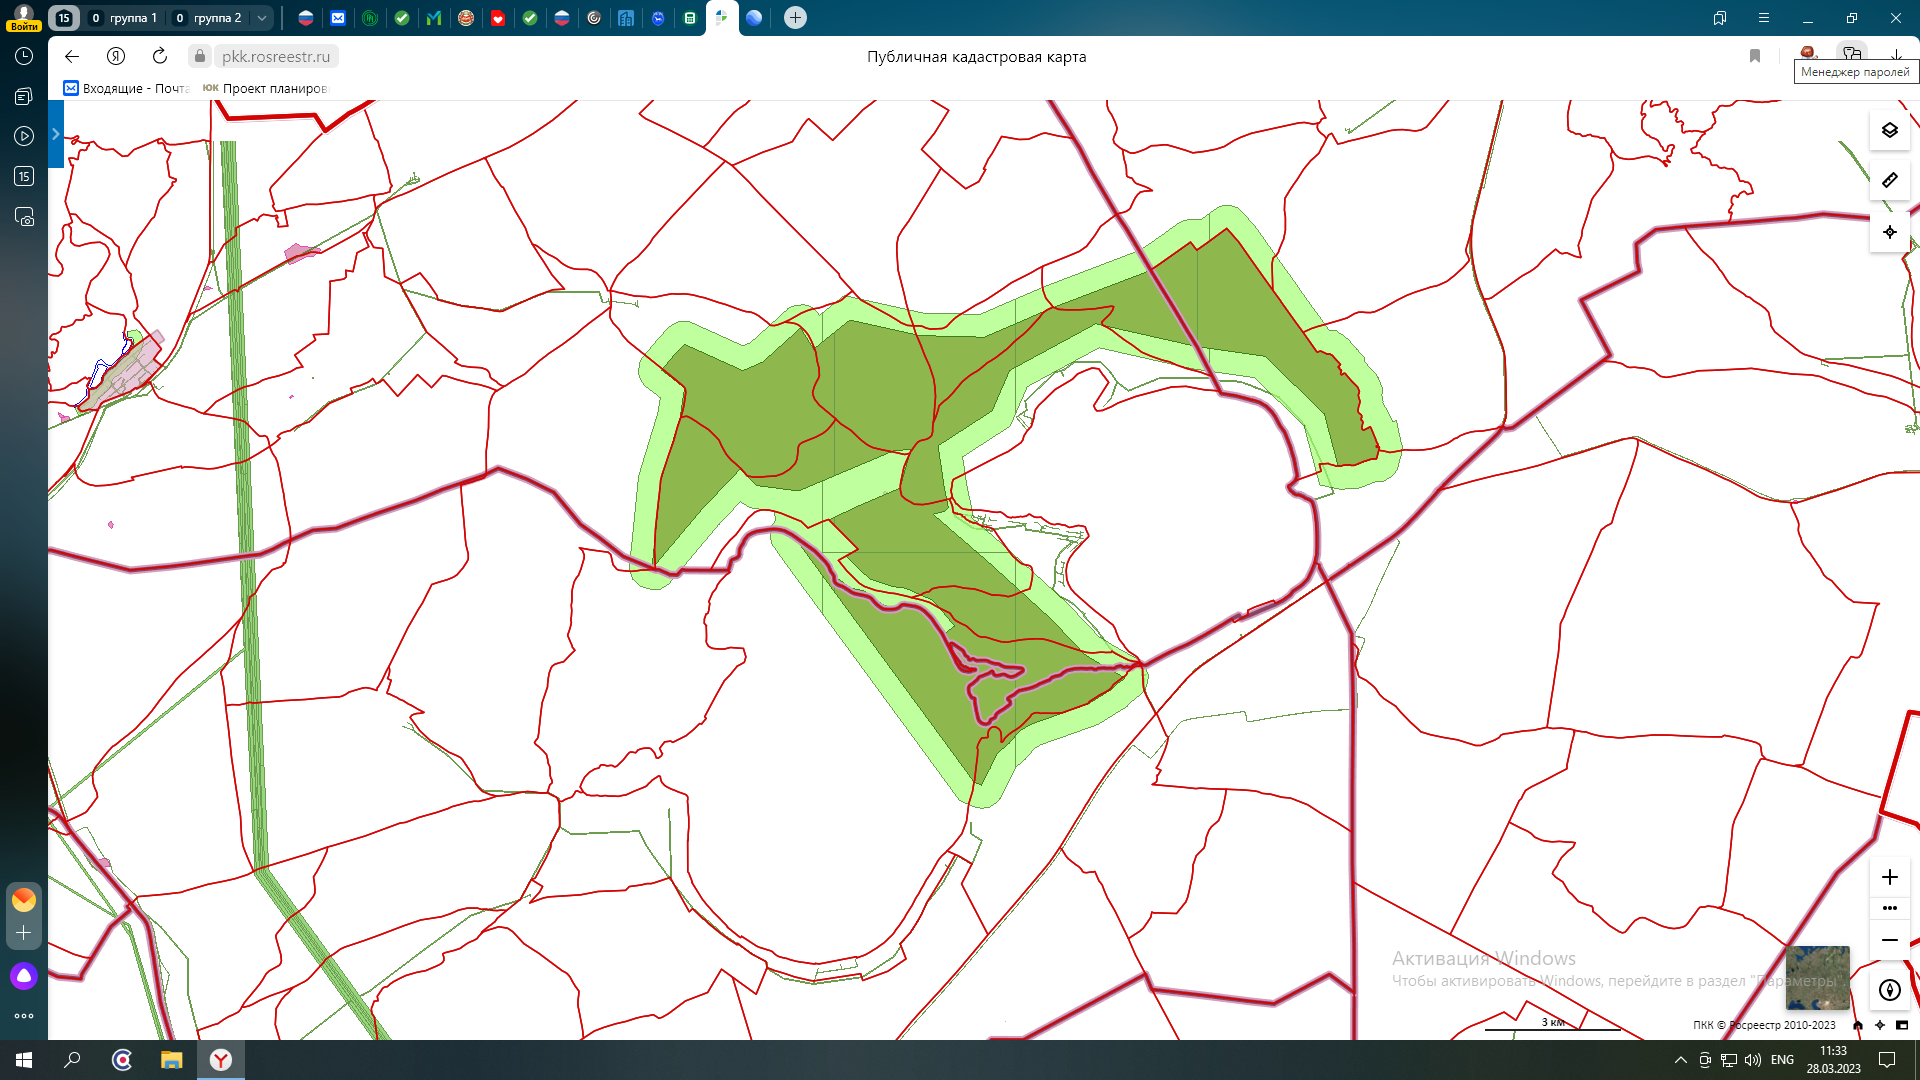 Войти
15
0 группа 1
0 группа 2
pkk.rosreestr.ru
Публичная кадастровая карта
Менеджер паролей
Входящие - Почта
ЮК Проект планиров
15
Активация Windows
Чтобы активировать Windows, перейдите в раздел "Параметры".
3 км
ПКК © Росреестр 2010-2023
ENG
11:33
28.03.2023